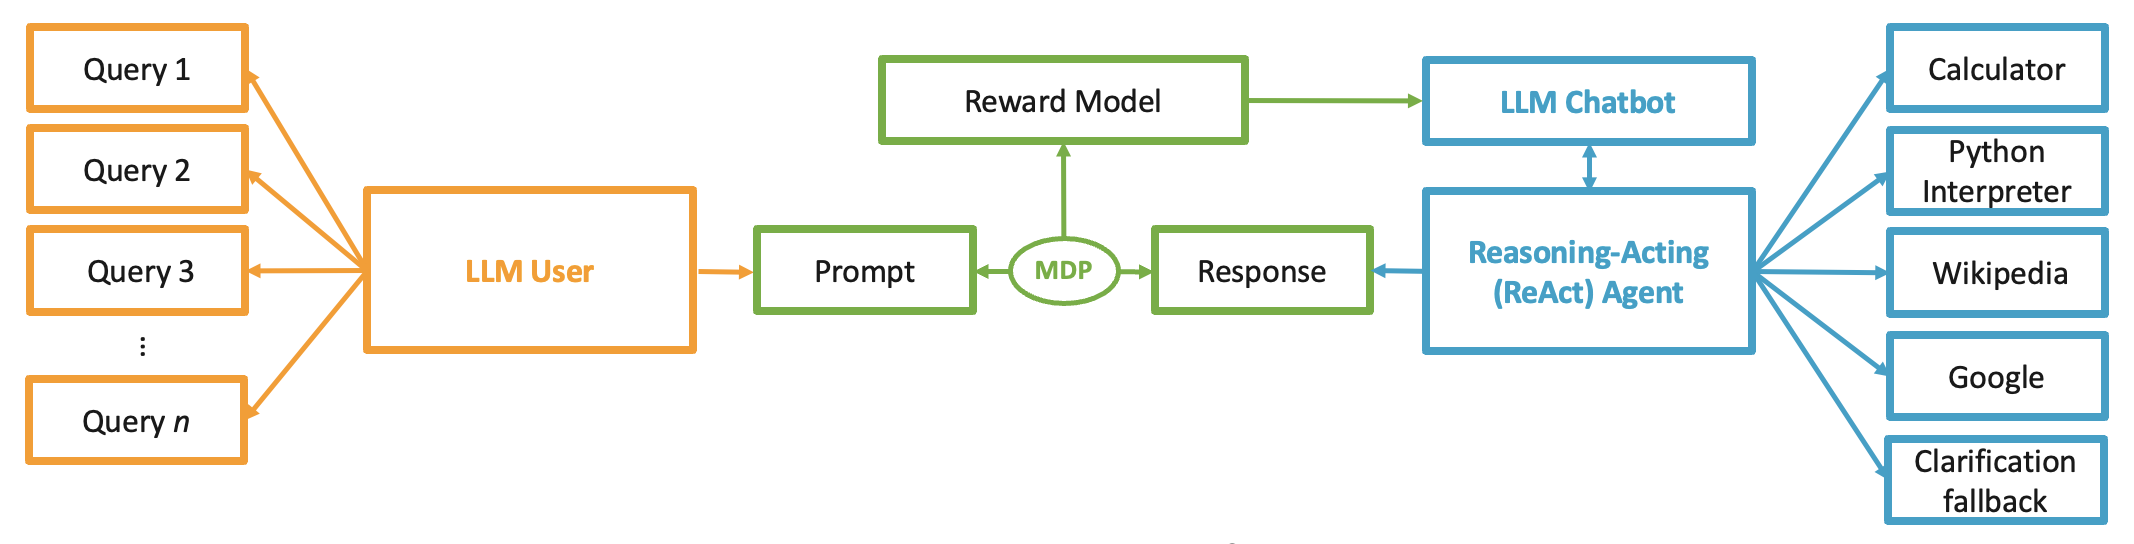 Query 1
Query 2
Query 3
⋮
Query n
LLM User
Prompt
MDP
Response
Reward Model
LLM Chatbot
Reasoning-Acting
(ReAct) Agent
Calculator
Python
Interpreter
Wikipedia
Google
Clarification
fallback